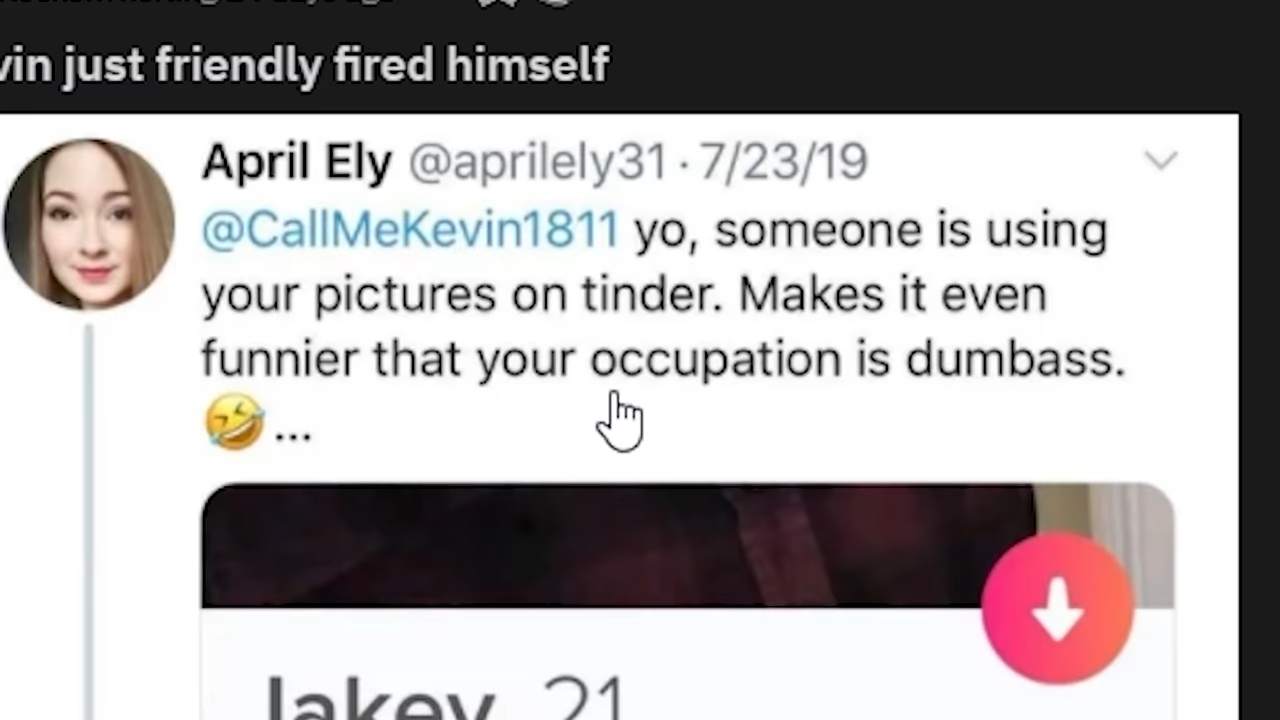 vin just friendly fired himself
April Ely @aprilely31 · 7/23/19
@CallMeKevin1811 yo, someone is using
your pictures on tinder. Makes it even
funnier that your occupation is dumbass.
🤣 ...
Jakey 21